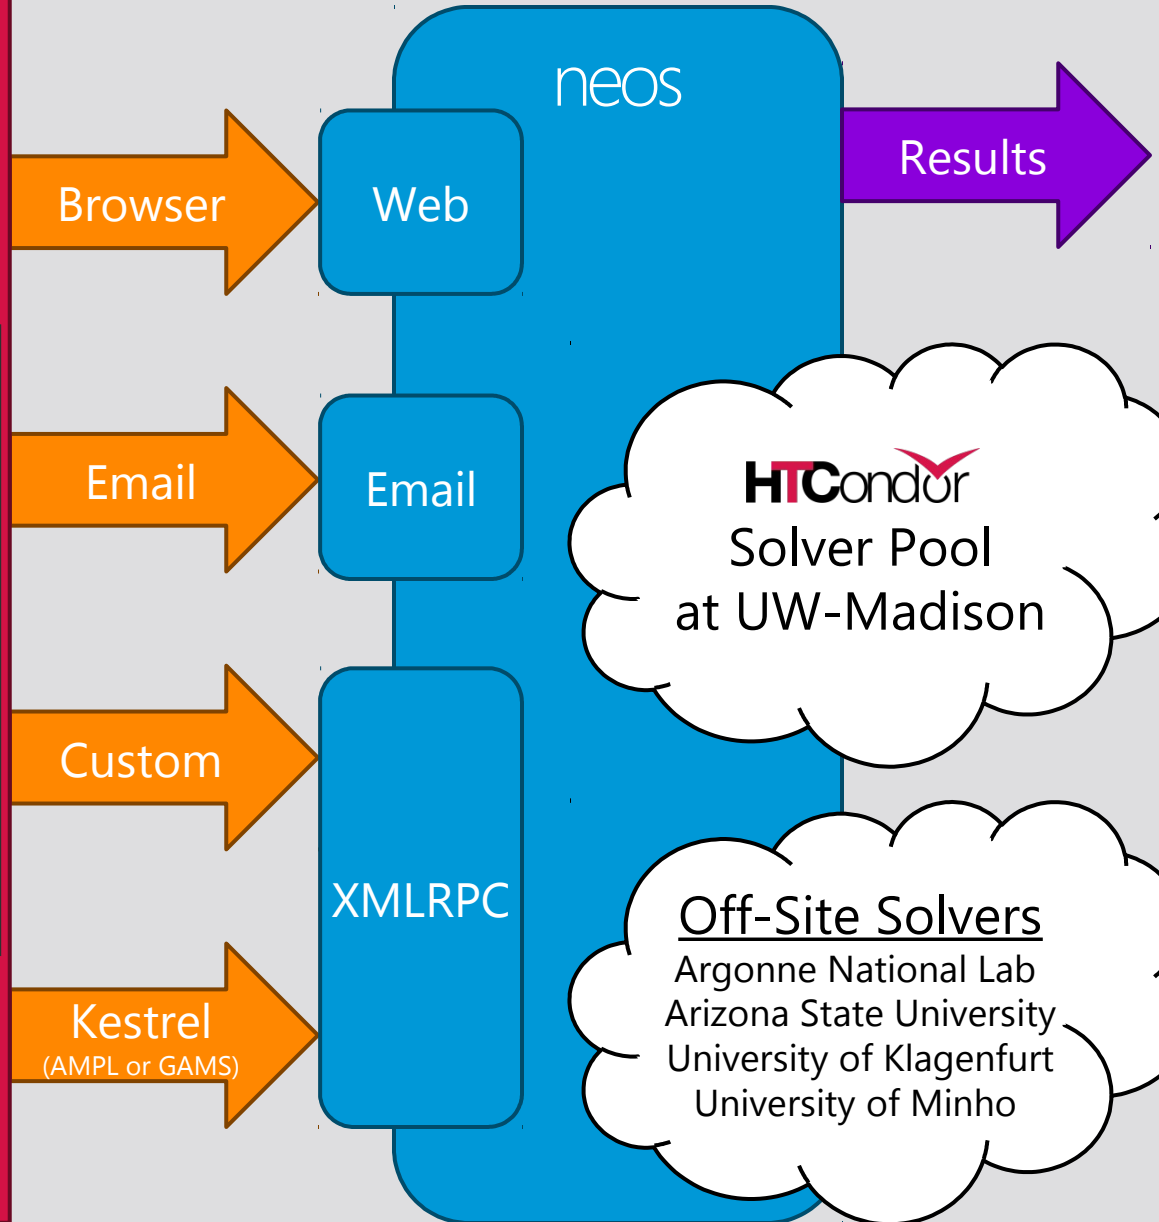 neos
Results
Browser
Web
Email
Email
HTCondor
Solver Pool
at UW-Madison
Custom
XMLRPC
Kestrel
(AMPL or GAMS)
Off-Site Solvers
Argonne National Lab
Arizona State University
University of Klagenfurt
University of Minho